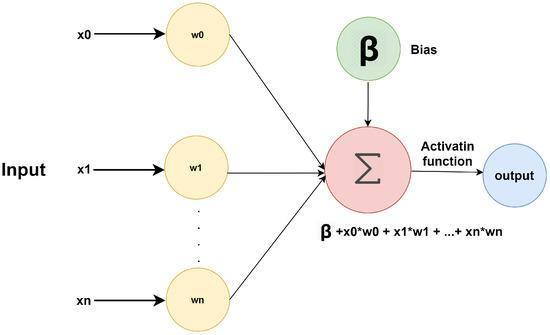 x0
w0
β
Bias
Input
x1
w1
Σ
Activatin
function
output
β +x0*w0 + x1*w1 + ...+ xn*wn
xn
wn